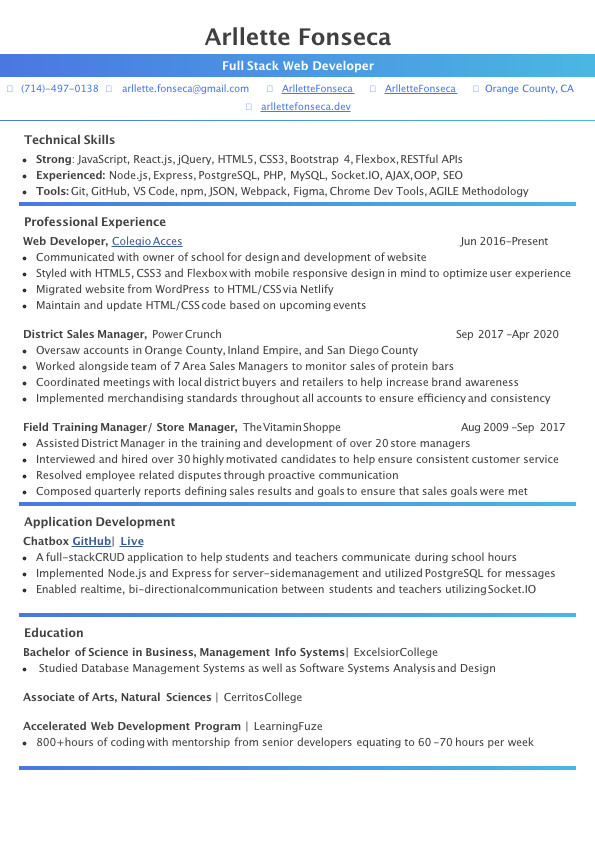 Arllette Fonseca
Full Stack Web Developer
(714)-497-0138 arllette.fonseca@gmail.com ArlletteFonseca ArlletteFonseca Orange County, CA
arllettefonseca.dev
Technical Skills
• Strong: JavaScript, React.js, jQuery, HTML5, CSS3, Bootstrap 4, Flexbox, RESTful APIs
• Experienced: Node.js, Express, PostgreSQL, PHP, MySQL, Socket.IO, AJAX,OOP, SEO
• Tools: Git, GitHub, VS Code, npm, JSON, Webpack, Figma, Chrome Dev Tools, AGILE Methodology
Professional Experience
Web Developer, Colegio Acces Jun 2016-Present
• Communicated with owner of school for design and development of website
• Styled with HTML5, CSS3 and Flexbox with mobile responsive design in mind to optimize user experience
• Migrated website from WordPress to HTML/CSS via Netlify
• Maintain and update HTML/CSS code based on upcoming events
District Sales Manager, Power Crunch Sep 2017 -Apr 2020
• Oversaw accounts in Orange County, Inland Empire, and San Diego County
• Worked alongside team of 7 Area Sales Managers to monitor sales of protein bars
• Coordinated meetings with local district buyers and retailers to help increase brand awareness
• Implemented merchandising standards throughout all accounts to ensure efficiency and consistency
Field Training Manager/ Store Manager, The Vitamin Shoppe Aug 2009 -Sep 2017
• Assisted District Manager in the training and development of over 20 store managers
• Interviewed and hired over 30 highly motivated candidates to help ensure consistent customer service
• Resolved employee related disputes through proactive communication
• Composed quarterly reports defining sales results and goals to ensure that sales goals were met
Application Development
Chatbox GitHub| Live
• A full-stack CRUD application to help students and teachers communicate during school hours
• Implemented Node.js and Express for server-side management and utilized PostgreSQL for messages
• Enabled realtime, bi-directional communication between students and teachers utilizing Socket.IO
Education
Bachelor of Science in Business, Management Info Systems| Excelsior College
• Studied Database Management Systems as well as Software Systems Analysis and Design
Associate of Arts, Natural Sciences | Cerritos College
Accelerated Web Development Program | LearningFuze
• 800+hours of coding with mentorship from senior developers equating to 60 -70 hours per week